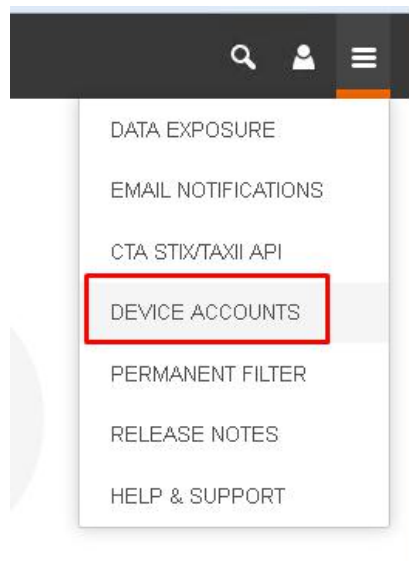 DATA EXPOSURE
EMAIL NOTIFICATIONS
CTA STIX/TAXII API
DEVICE ACCOUNTS
PERMANENT FILTER
RELEASE NOTES
HELP & SUPPORT